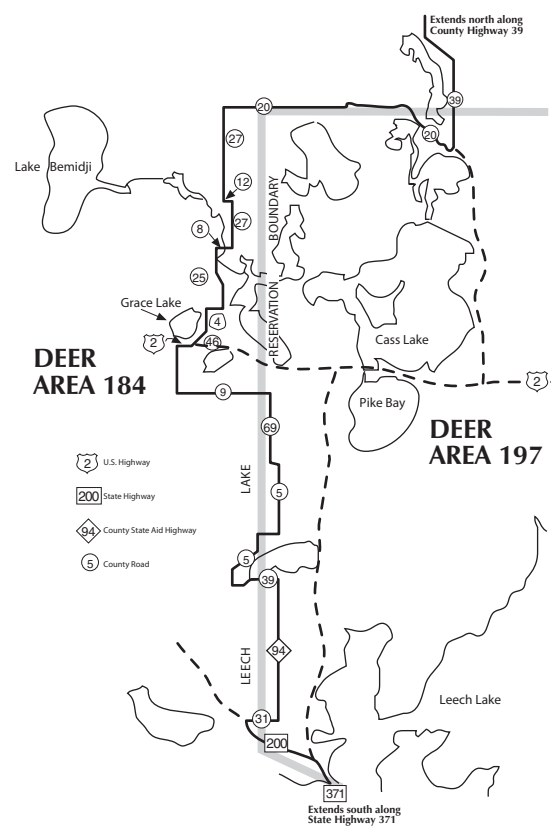 Extends north along
County Highway 39
39
20
20
27
12
27
8
25
BOUNDARY
RESERVATION
Lake Bemidji
Grace Lake
4
2
46
Cass Lake
DEER
AREA 184
9
2
Pike Bay
69
DEER
AREA 197
2 U.S. Highway
200 State Highway
94 County State Aid Highway
5 County Road
LAKE
5
5
39
94
LEECH
Leech Lake
31
200
371
Extends south along
State Highway 371